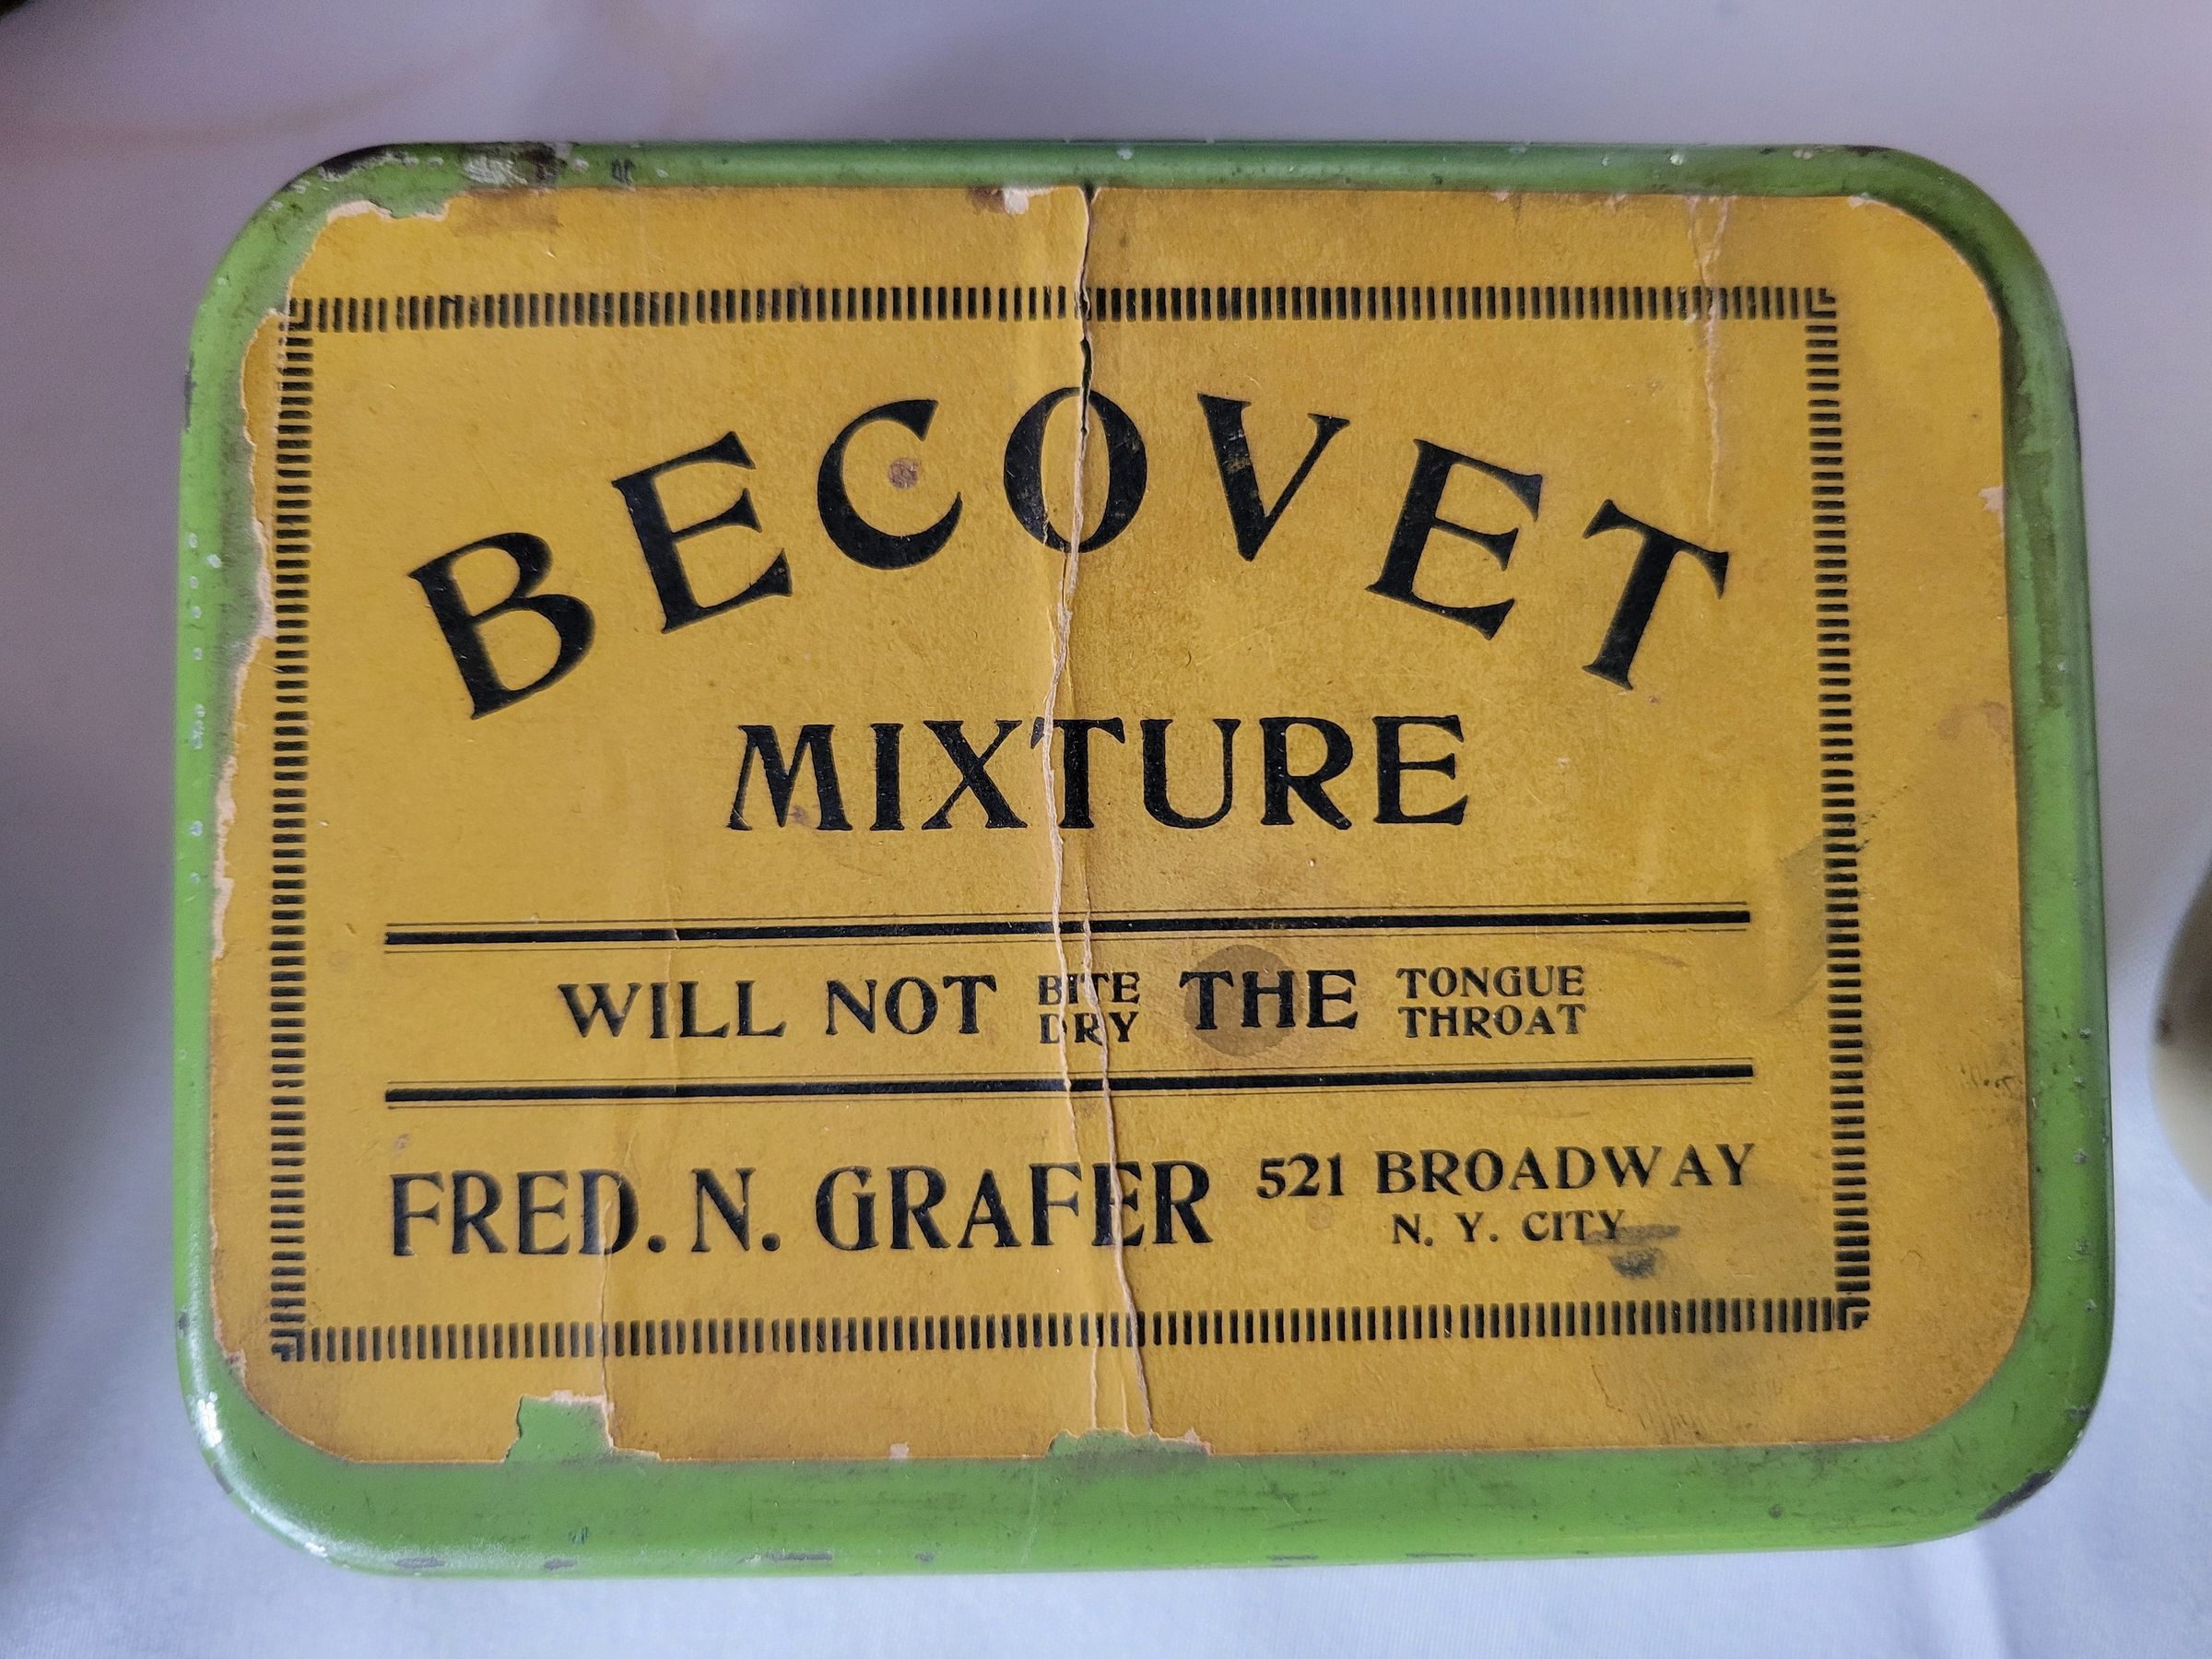 BECOVET
MIXTURE
WILL NOT BITE THE TONGUE
DRY THROAT
FRED. N. GRAFER 521 BROADWAY
N. Y. CITY